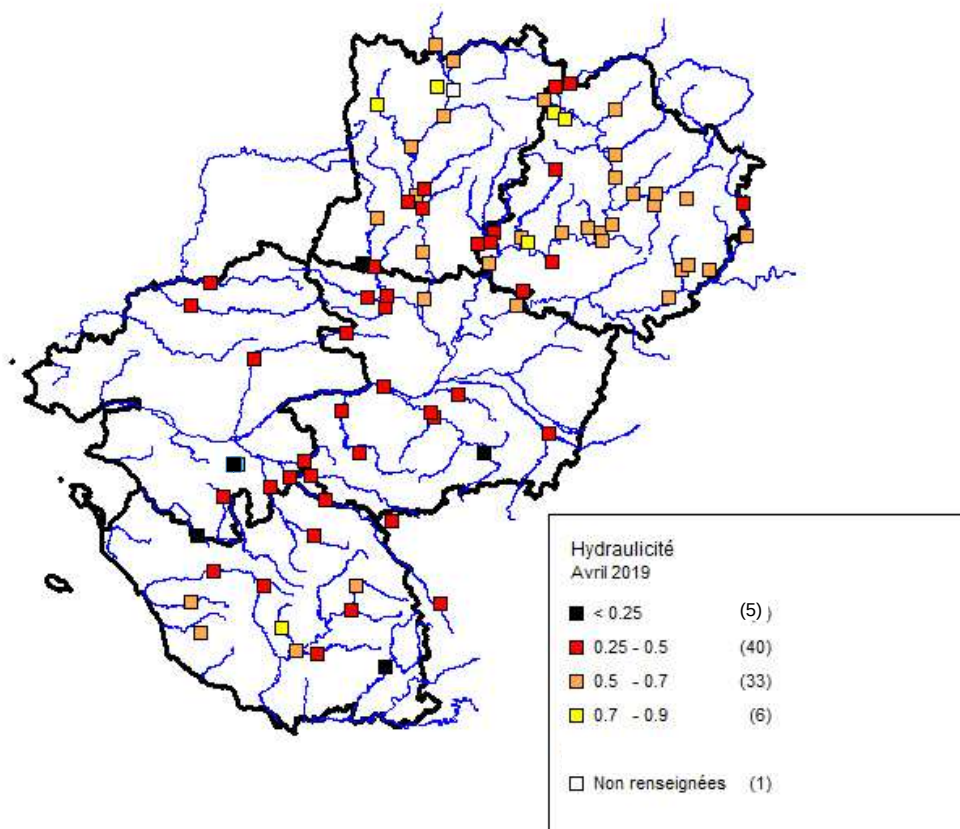 Hydraulicité
Avril 2019
< 0.25 (5) )
0.25 - 0.5 (40)
0.5 - 0.7 (33)
0.7 - 0.9 (6)
Non renseignées (1)